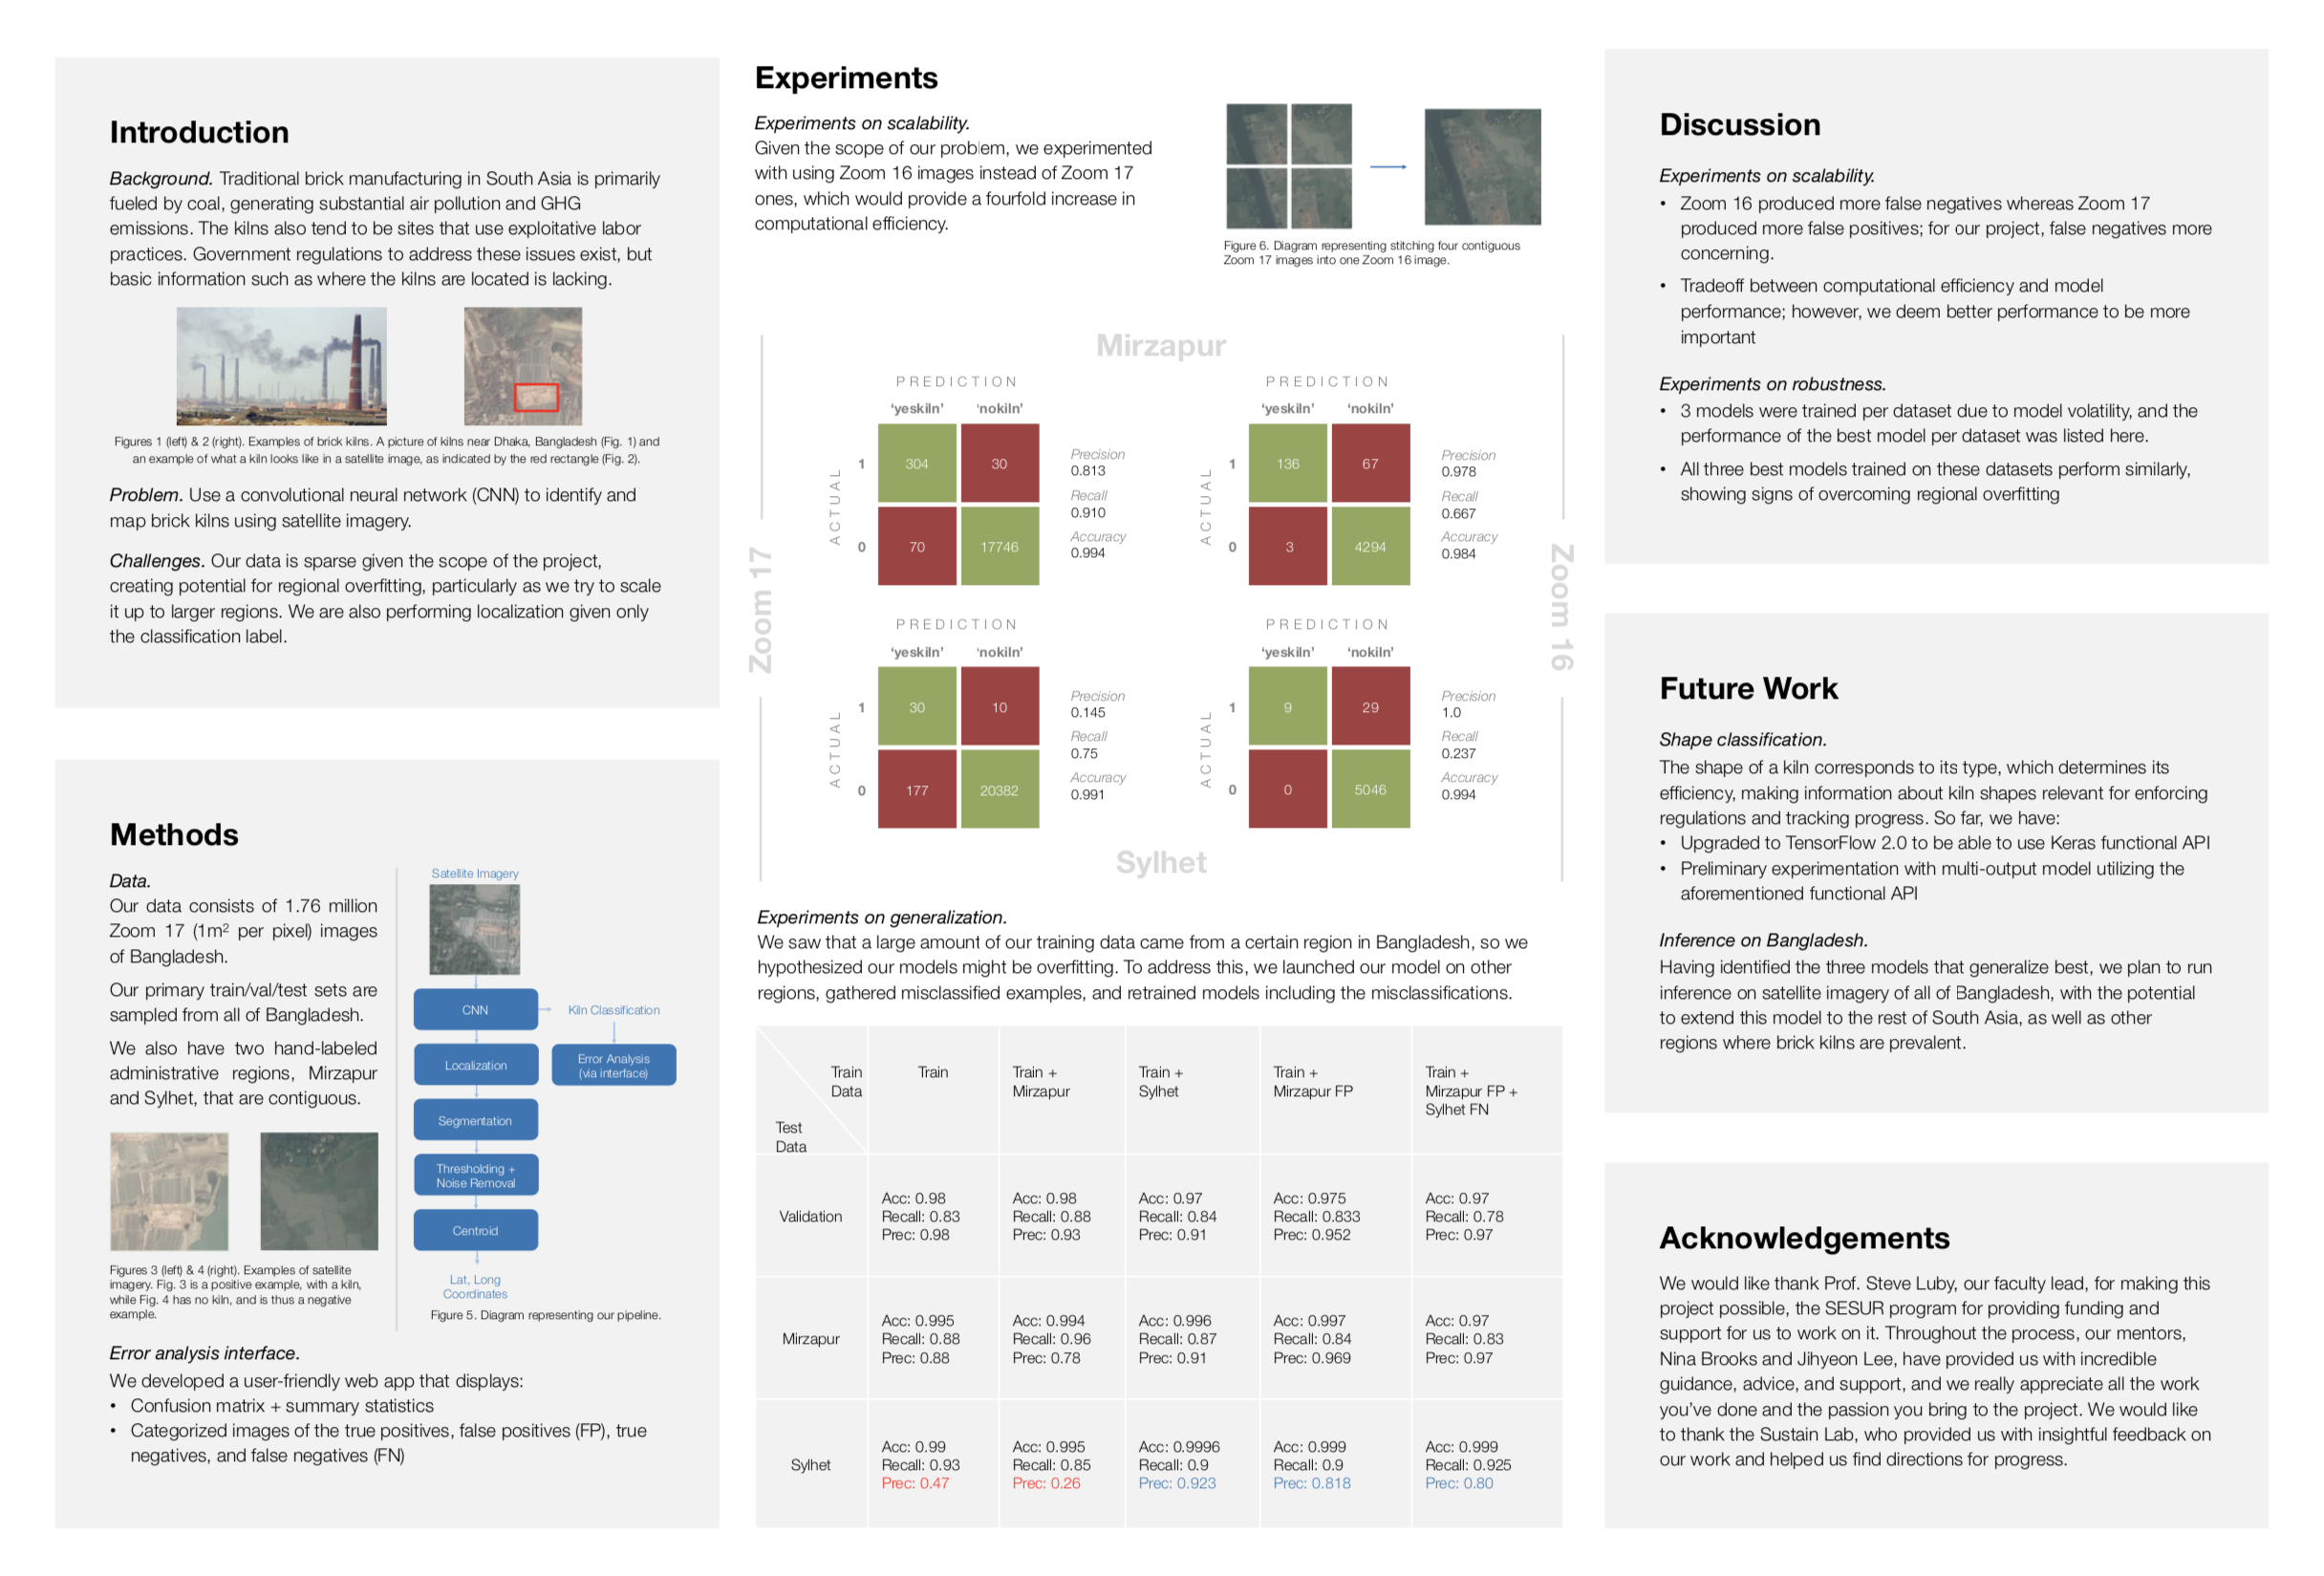 Introduction
Background. Traditional brick manufacturing in South Asia is primarily
fueled by coal, generating substantial air pollution and GHG
emissions. The kilns also tend to be sites that use exploitative labor
practices. Government regulations to address these issues exist, but
basic information such as where the kilns are located is lacking.
Figures 1 (left) & 2 (right). Examples of brick kilns. A picture of kilns near Dhaka, Bangladesh (Fig. 1) and
an example of what a kiln looks like in a satellite image, as indicated by the red rectangle (Fig. 2).
Problem. Use a convolutional neural network (CNN) to identify and
map brick kilns using satellite imagery.
Challenges. Our data is sparse given the scope of the project,
creating potential for regional overfitting, particularly as we try to scale
it up to larger regions. We are also performing localization given only
the classification label.
Methods
Data.
Our data consists of 1.76 million
Zoom 17 (1m² per pixel) images
of Bangladesh.
Our primary train/val/test sets are
sampled from all of Bangladesh.
We also have two hand-labeled
administrative regions, Mirzapur
and Sylhet, that are contiguous.
Figures 3 (left) & 4 (right). Examples of satellite
imagery. Fig. 3 is a positive example, with a kiln,
while Fig. 4 has no kiln, and is thus a negative
example.
Satellite Imagery
CNN
Kiln Classification
Localization
Error Analysis
(via interface)
Segmentation
Thresholding +
Noise Removal
Centroid
Lat, Long
Coordinates
Figure 5. Diagram representing our pipeline.
Error analysis interface.
We developed a user-friendly web app that displays:
• Confusion matrix + summary statistics
• Categorized images of the true positives, false positives (FP), true
negatives, and false negatives (FN)
Experiments
Experiments on scalability.
Given the scope of our problem, we experimented
with using Zoom 16 images instead of Zoom 17
ones, which would provide a fourfold increase in
computational efficiency.
Figure 6. Diagram representing stitching four contiguous
Zoom 17 images into one Zoom 16 image.
Mirzapur
Zoom 17
Zoom 16
PREDICTION
'yeskiln' 'nokiln'
ACTUAL
1 304 30
0 70 17746
Precision
0.813
Recall
0.910
Accuracy
0.994
PREDICTION
'yeskiln' 'nokiln'
ACTUAL
1 136 67
0 3 4294
Precision
0.978
Recall
0.667
Accuracy
0.984
PREDICTION
'yeskiln' 'nokiln'
ACTUAL
1 30 10
0 177 20382
Precision
0.145
Recall
0.75
Accuracy
0.991
PREDICTION
'yeskiln' 'nokiln'
ACTUAL
1 9 29
0 0 5046
Precision
1.0
Recall
0.237
Accuracy
0.994
Sylhet
Experiments on generalization.
We saw that a large amount of our training data came from a certain region in Bangladesh, so we
hypothesized our models might be overfitting. To address this, we launched our model on other
regions, gathered misclassified examples, and retrained models including the misclassifications.
Train Train Train + Train + Train + Train +
Data Mirzapur Sylhet Mirzapur FP Mirzapur FP +
Sylhet FN
Test
Data
Acc: 0.98 Acc: 0.98 Acc: 0.97 Acc: 0.975 Acc: 0.97
Validation Recall: 0.83 Recall: 0.88 Recall: 0.84 Recall: 0.833 Recall: 0.78
Prec: 0.98 Prec: 0.93 Prec: 0.91 Prec: 0.952 Prec: 0.97
Acc: 0.995 Acc: 0.994 Acc: 0.996 Acc: 0.997 Acc: 0.97
Mirzapur Recall: 0.88 Recall: 0.96 Recall: 0.87 Recall: 0.84 Recall: 0.83
Prec: 0.88 Prec: 0.78 Prec: 0.91 Prec: 0.969 Prec: 0.97
Acc: 0.99 Acc: 0.995 Acc: 0.9996 Acc: 0.999 Acc: 0.999
Sylhet Recall: 0.93 Recall: 0.85 Recall: 0.9 Recall: 0.9 Recall: 0.925
Prec: 0.47 Prec: 0.26 Prec: 0.923 Prec: 0.818 Prec: 0.80
Discussion
Experiments on scalability.
• Zoom 16 produced more false negatives whereas Zoom 17
produced more false positives; for our project, false negatives more
concerning.
• Tradeoff between computational efficiency and model
performance; however, we deem better performance to be more
important
Experiments on robustness.
• 3 models were trained per dataset due to model volatility, and the
performance of the best model per dataset was listed here.
• All three best models trained on these datasets perform similarly,
showing signs of overcoming regional overfitting
Future Work
Shape classification.
The shape of a kiln corresponds to its type, which determines its
efficiency, making information about kiln shapes relevant for enforcing
regulations and tracking progress. So far, we have:
• Upgraded to TensorFlow 2.0 to be able to use Keras functional API
• Preliminary experimentation with multi-output model utilizing the
aforementioned functional API
Inference on Bangladesh.
Having identified the three models that generalize best, we plan to run
inference on satellite imagery of all of Bangladesh, with the potential
to extend this model to the rest of South Asia, as well as other
regions where brick kilns are prevalent.
Acknowledgements
We would like thank Prof. Steve Luby, our faculty lead, for making this
project possible, the SESUR program for providing funding and
support for us to work on it. Throughout the process, our mentors,
Nina Brooks and Jihyeon Lee, have provided us with incredible
guidance, advice, and support, and we really appreciate all the work
you've done and the passion you bring to the project. We would like
to thank the Sustain Lab, who provided us with insightful feedback on
our work and helped us find directions for progress.